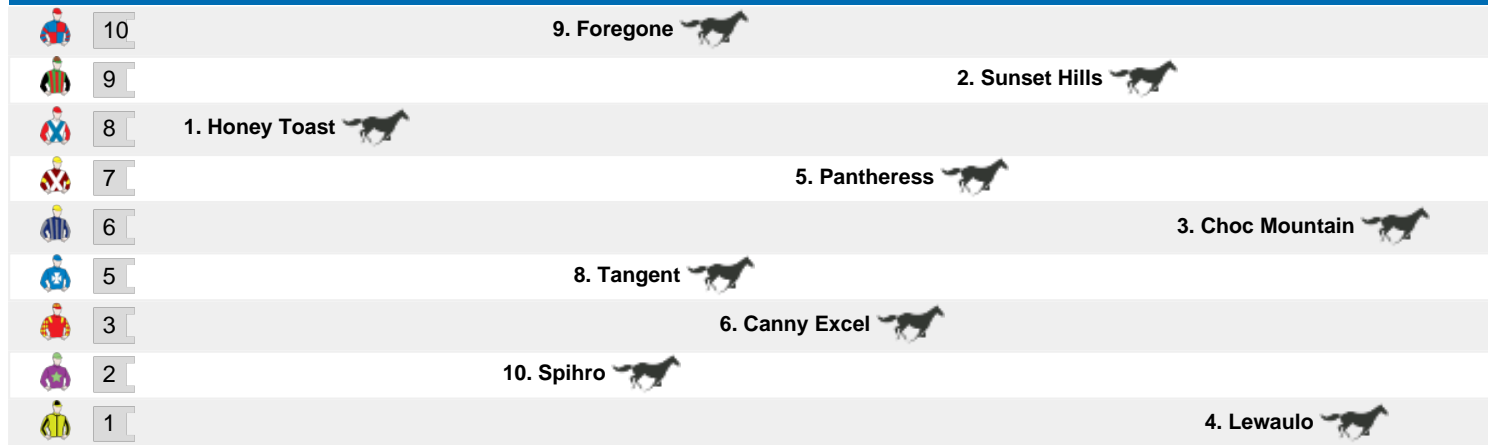 10 9. Foregone
9 2. Sunset Hills
8 1. Honey Toast
7 5. Pantheress
6 3. Choc Mountain
5 8. Tangent
3 6. Canny Excel
2 10. Spihro
1 4. Lewaulo